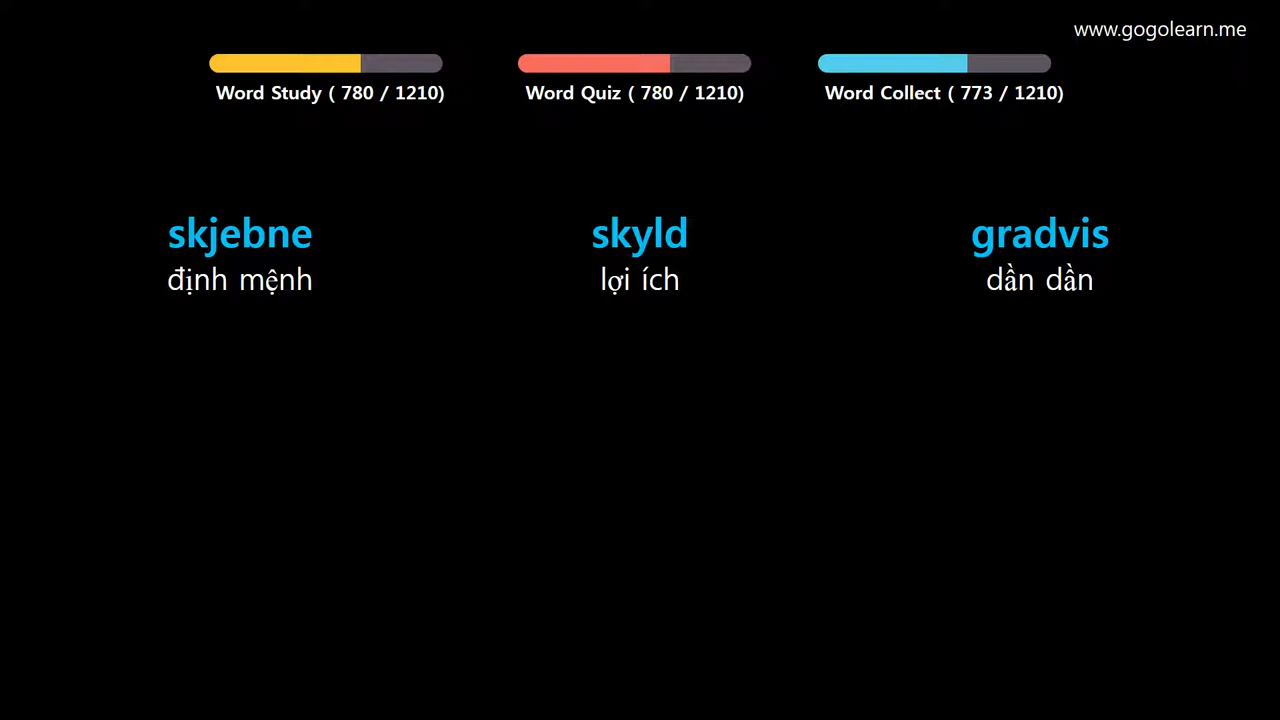 www.gogolearn.me
Word Study ( 780 / 1210)
Word Quiz ( 780 / 1210)
Word Collect ( 773 / 1210)
skjebne
định mệnh
skyld
lợi ích
gradvis
dần dần